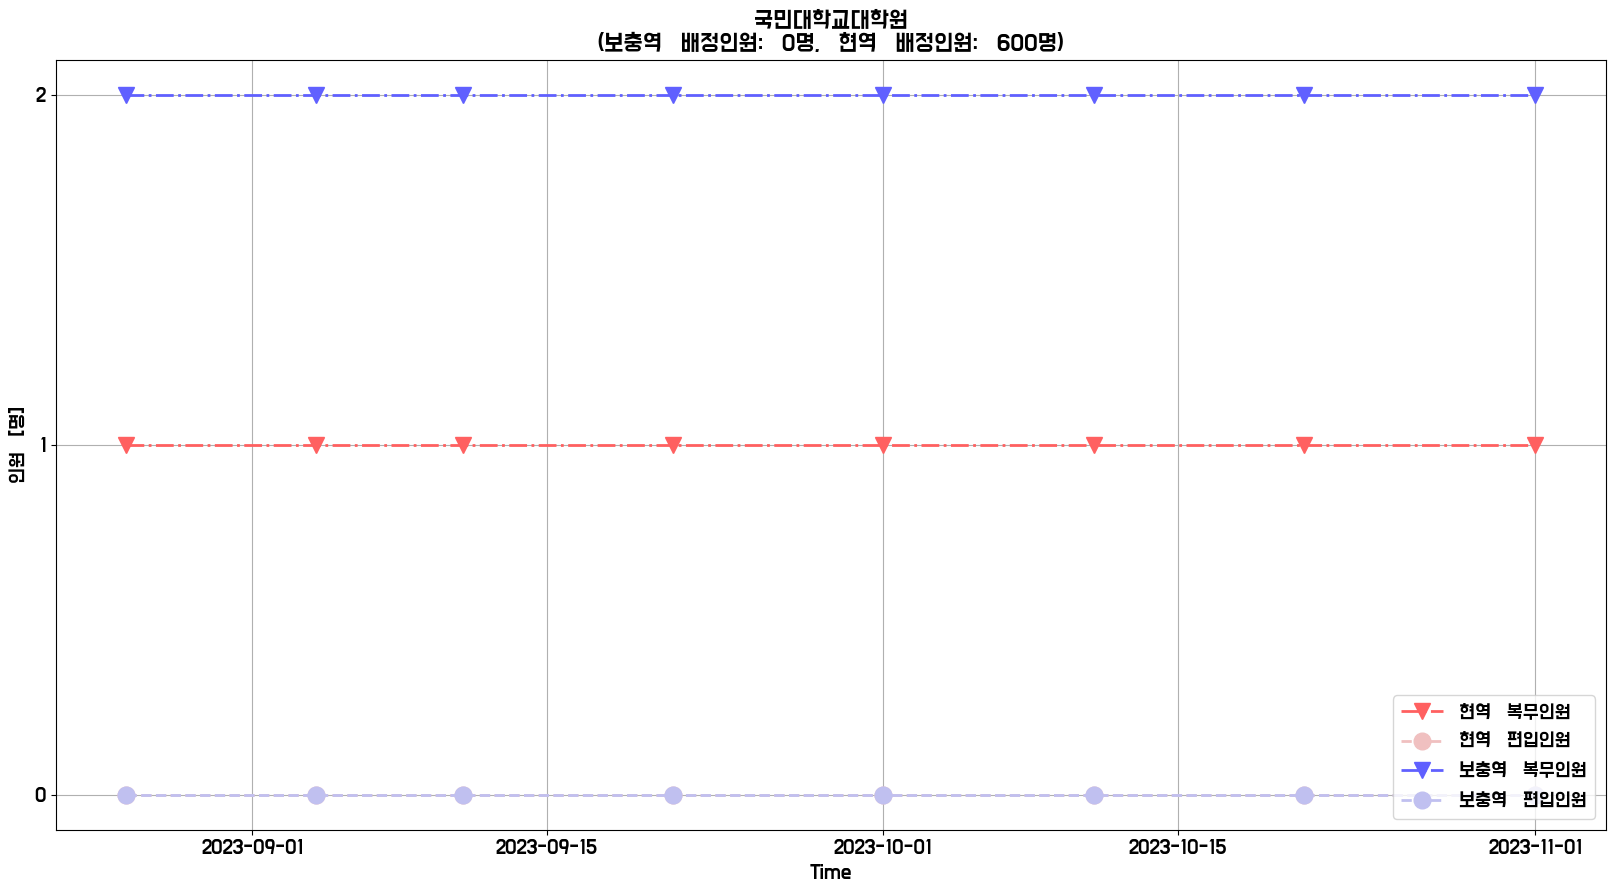 국민대학교대학원
(보충역 배정인원: 0명, 현역 배정인원: 600명)
2
1
0
인원 [명]
현역 복무인원
현역 편입인원
보충역 복무인원
보충역 편입인원
2023-09-01 2023-09-15 2023-10-01 2023-10-15 2023-11-01
Time